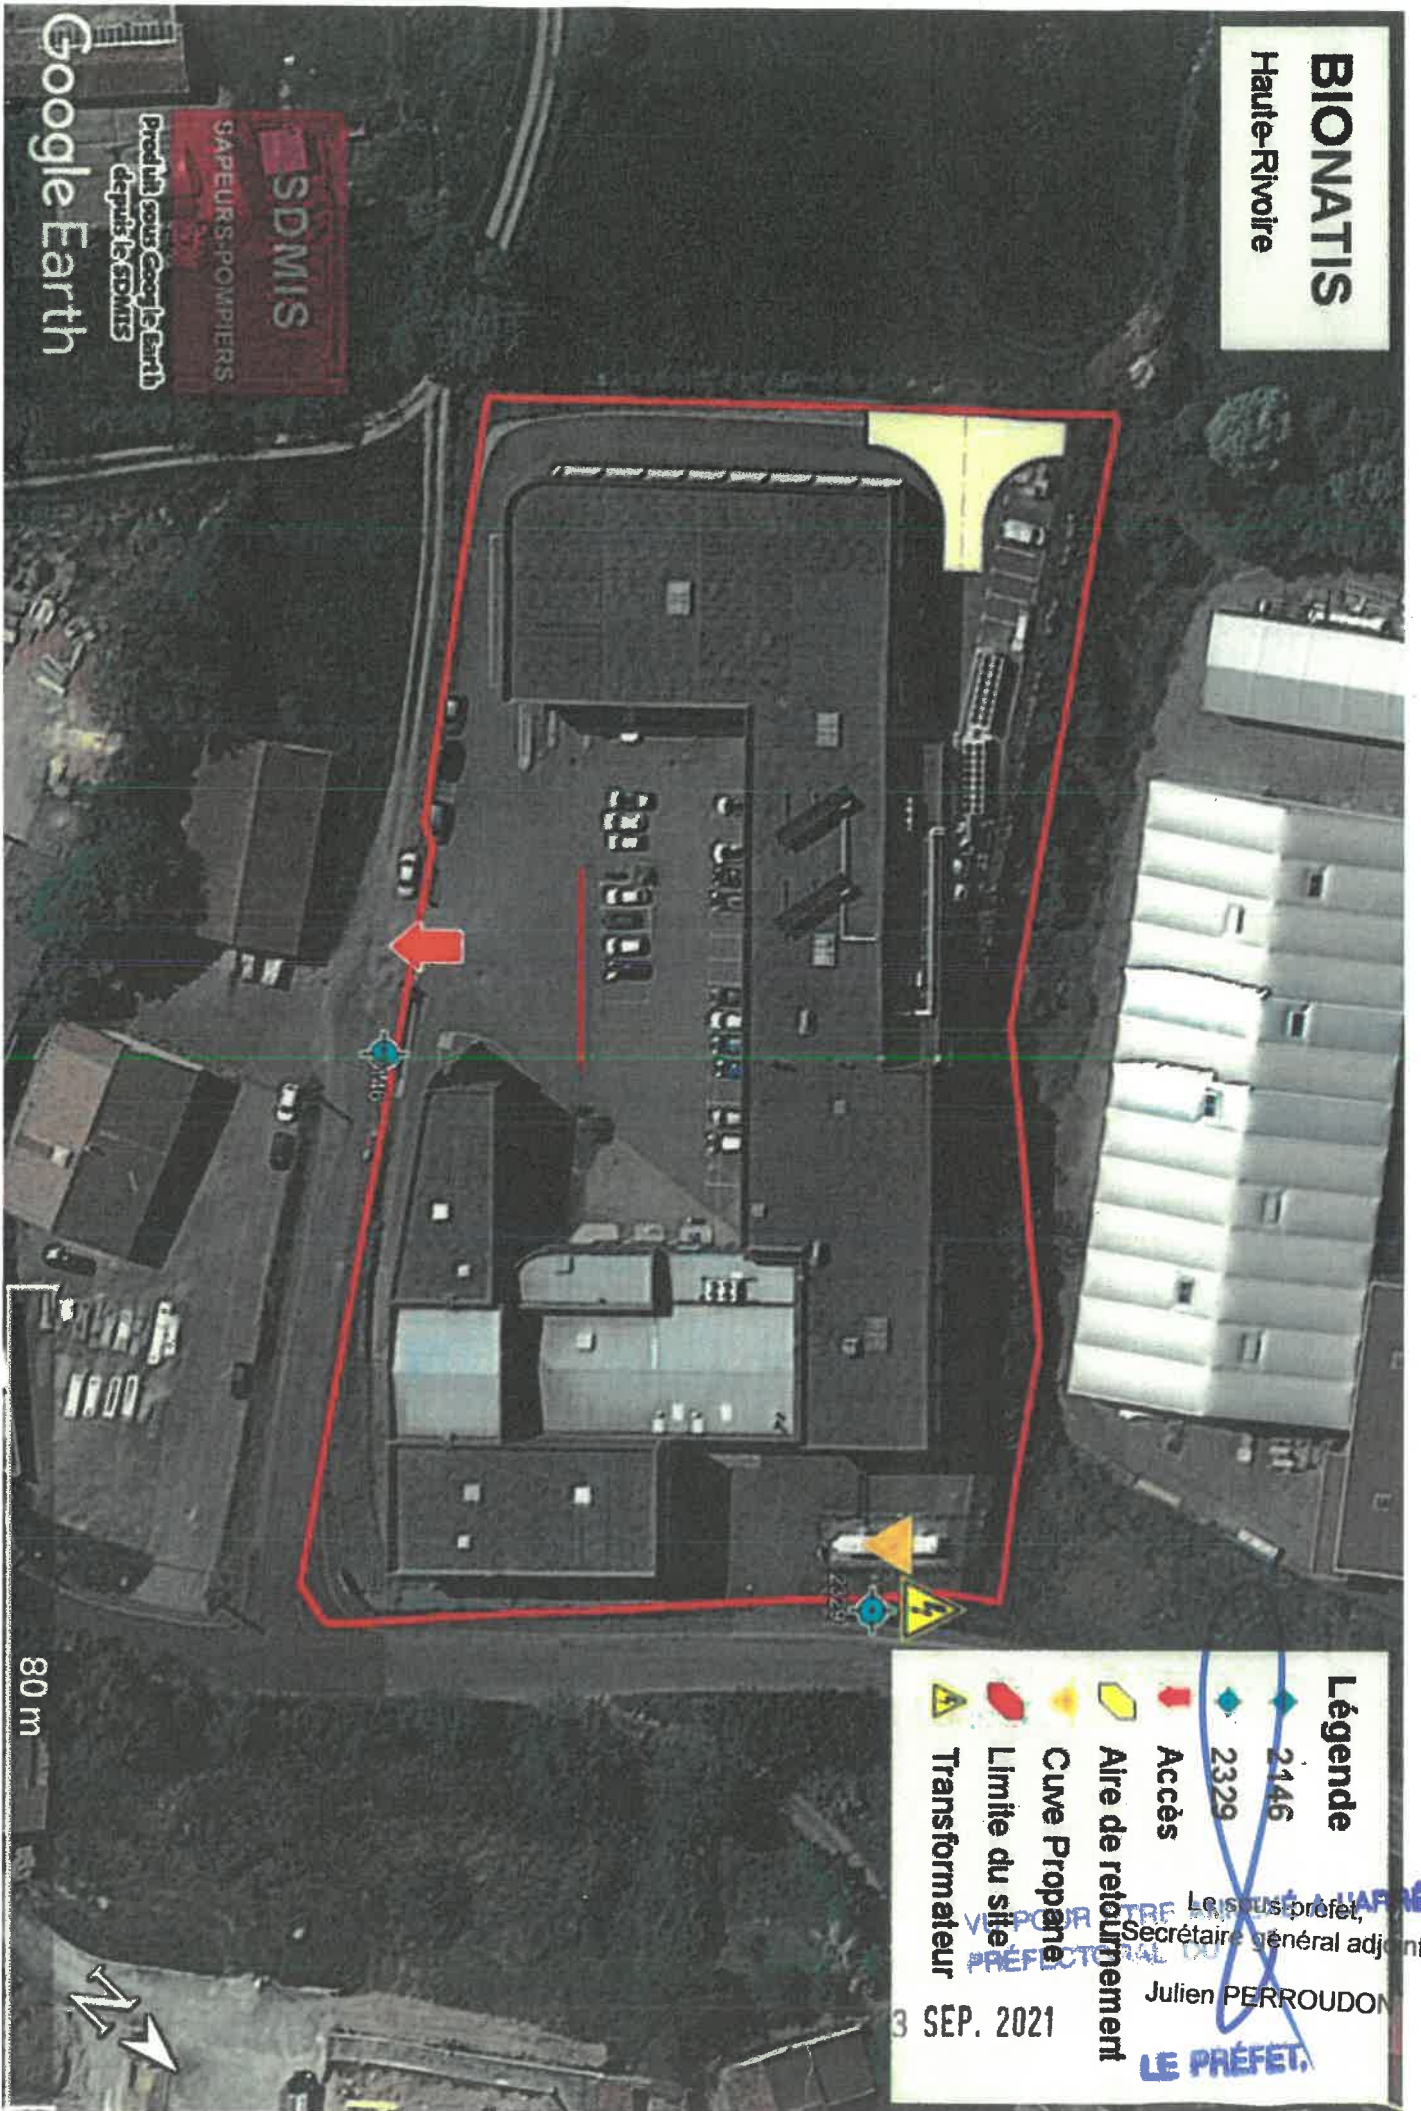 BIONATIS
Haute-Rivoire
Légende
2146
2329
Accès
Aire de retournement
Cuve Propane
Limite du site
Transformateur
Le sous préfet,
Secrétaire général adjoint
Julien PERROUDON
VU POUR ÊTRE ANNEXÉ A L'ARRÊ
PRÉFECTORAL DU
3 SEP. 2021
LE PRÉFET,
2329
SDMIS
SAPEURS-POMPIERS
Produit sous Google Earth
depuis le SDMIS
Google Earth
80 m
N